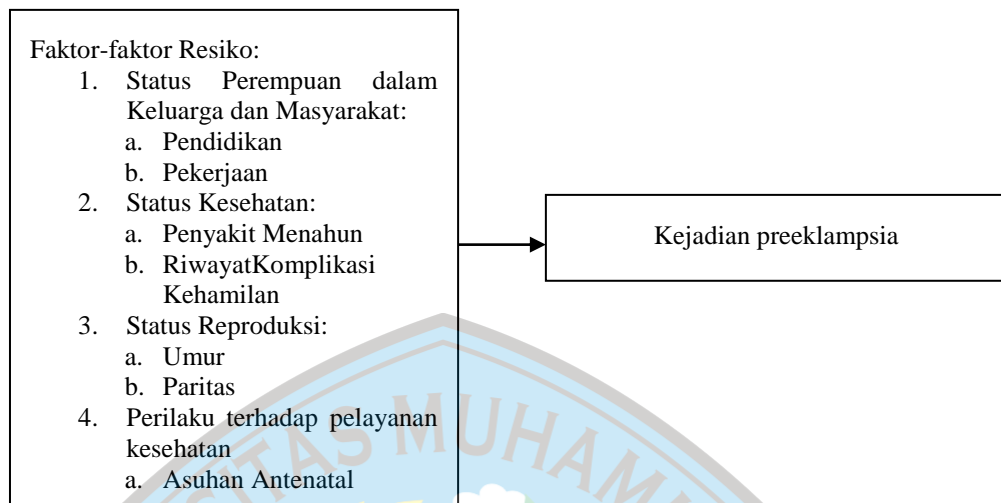 Faktor-faktor Resiko:
1. Status Perempuan dalam
Keluarga dan Masyarakat:
a. Pendidikan
b. Pekerjaan
2. Status Kesehatan:
a. Penyakit Menahun
b. RiwayatKomplikasi
Kehamilan
3. Status Reproduksi:
a. Umur
b. Paritas
4. Perilaku terhadap pelayanan
kesehatan
a. Asuhan Antenatal
Kejadian preeklampsia